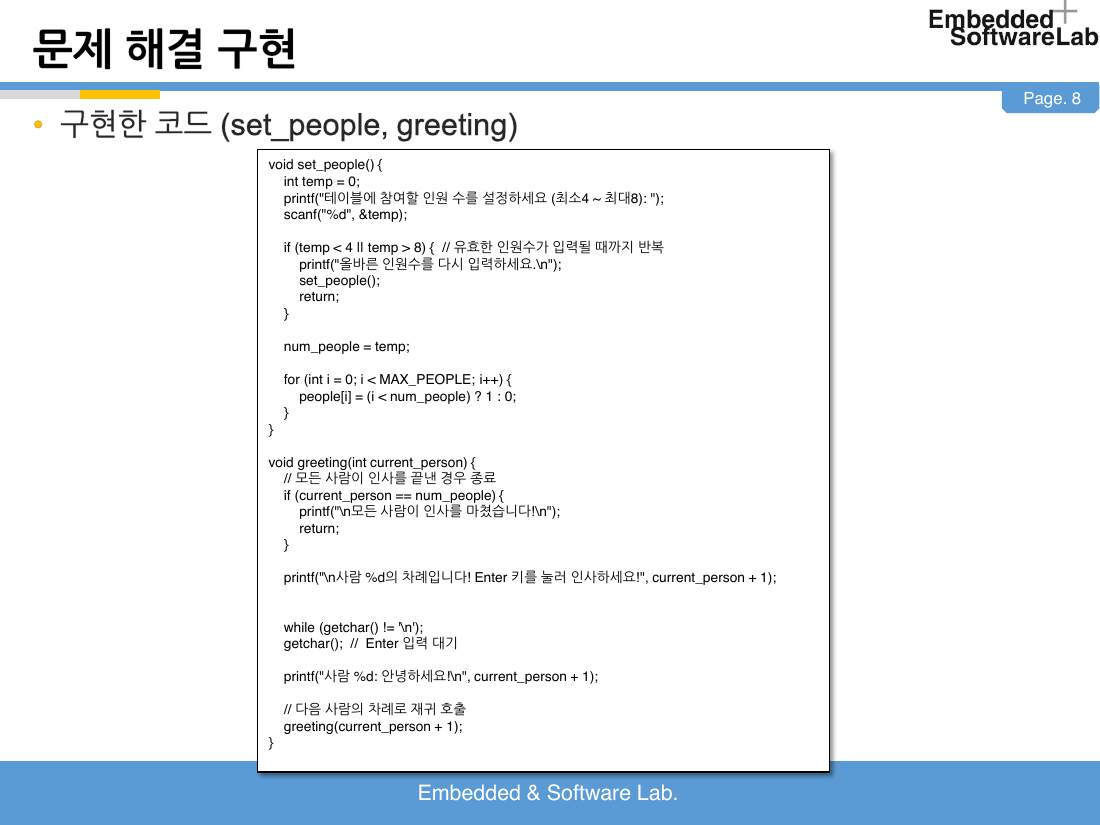 문제 해결 구현
Embedded
SoftwareLab
Page. 8
• 구현한 코드 (set_people, greeting)
void set_people() {
    int temp = 0;
    printf("테이블에 참여할 인원 수를 설정하세요 (최소4 ~ 최대8): ");
    scanf("%d", &temp);

    if (temp < 4 || temp > 8) {  // 유효한 인원수가 입력될 때까지 반복
        printf("올바른 인원수를 다시 입력하세요.\n");
        set_people();
        return;
    }

    num_people = temp;

    for (int i = 0; i < MAX_PEOPLE; i++) {
        people[i] = (i < num_people) ? 1 : 0;
    }
}

void greeting(int current_person) {
    // 모든 사람이 인사를 끝낸 경우 종료
    if (current_person == num_people) {
        printf("\n모든 사람이 인사를 마쳤습니다!\n");
        return;
    }

    printf("\n사람 %d의 차례입니다! Enter 키를 눌러 인사하세요!", current_person + 1);

    while (getchar() != '\n');
    getchar();  //  Enter 입력 대기

    printf("사람 %d: 안녕하세요!\n", current_person + 1);

    // 다음 사람의 차례로 재귀 호출
    greeting(current_person + 1);
}
Embedded & Software Lab.